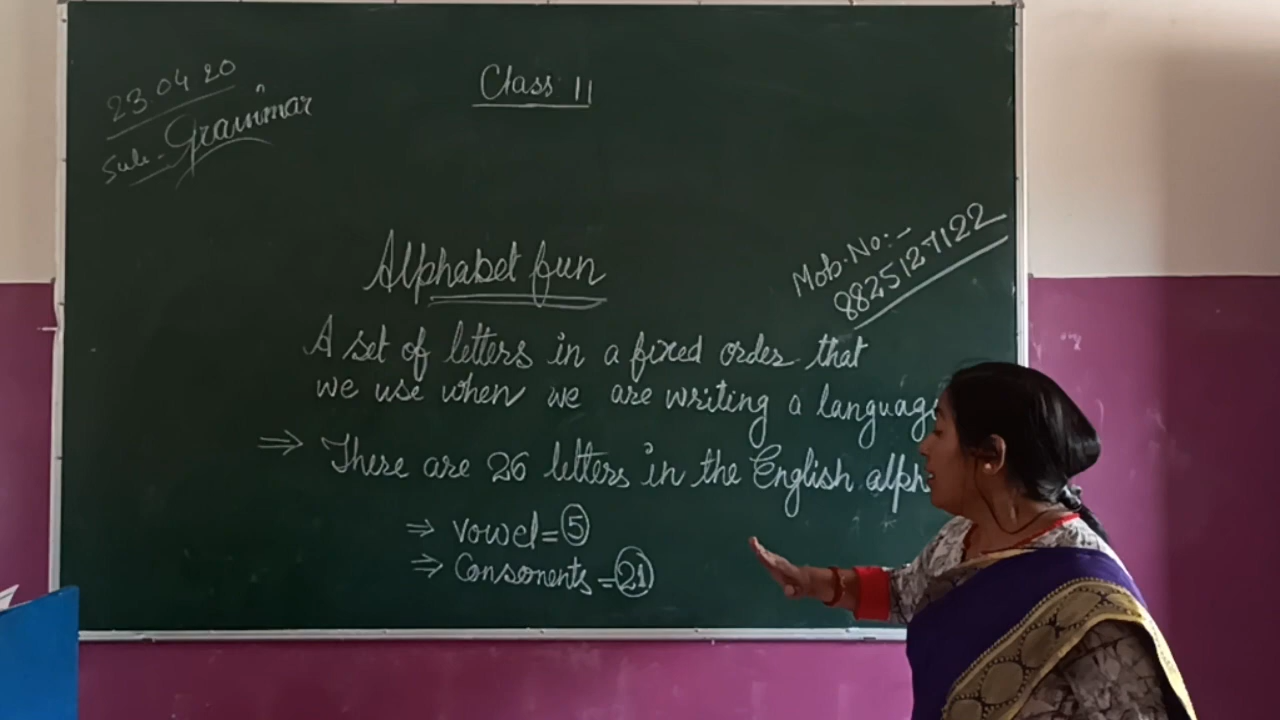 23.04 20
Sub.- Grammar
Class II
Mob.No:-
8825127122
Alphabet fun
A set of letters in a fixed order that
we use when we are writing a language
⇒ There are 26 letters in the English alph
⇒ vowel = 5
⇒ Consonents = 21